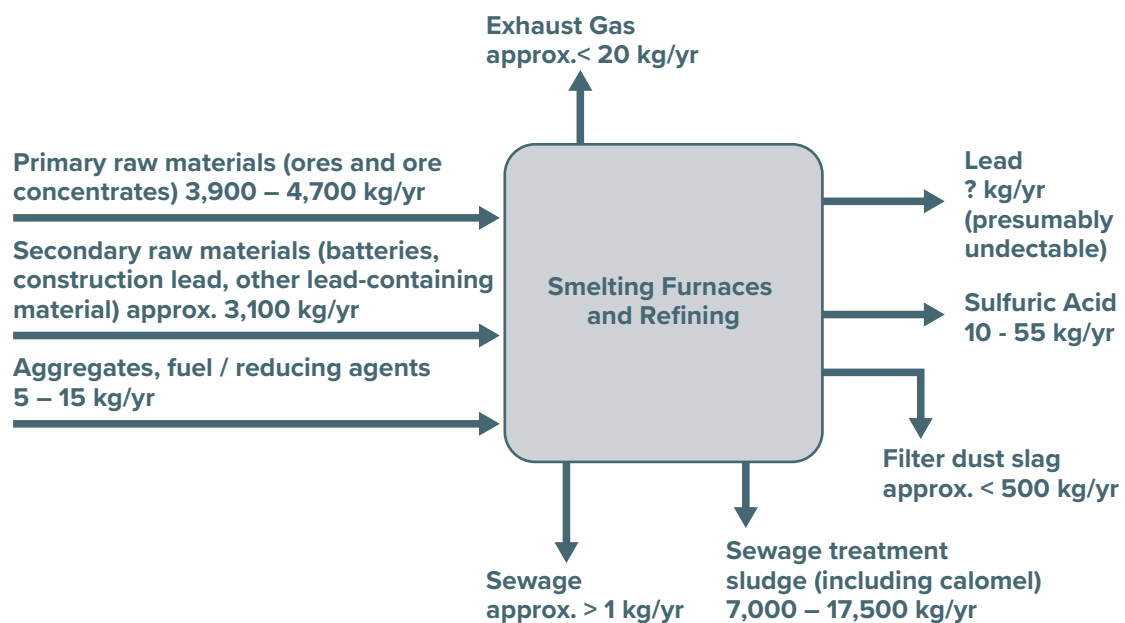 Exhaust Gas
approx.< 20 kg/yr
Primary raw materials (ores and ore
concentrates) 3,900 – 4,700 kg/yr
Secondary raw materials (batteries,
construction lead, other lead-containing
material) approx. 3,100 kg/yr
Aggregates, fuel / reducing agents
5 – 15 kg/yr
Smelting Furnaces
and Refining
Lead
? kg/yr
(presumably
undectable)
Sulfuric Acid
10 - 55 kg/yr
Filter dust slag
approx. < 500 kg/yr
Sewage
approx. > 1 kg/yr
Sewage treatment
sludge (including calomel)
7,000 – 17,500 kg/yr